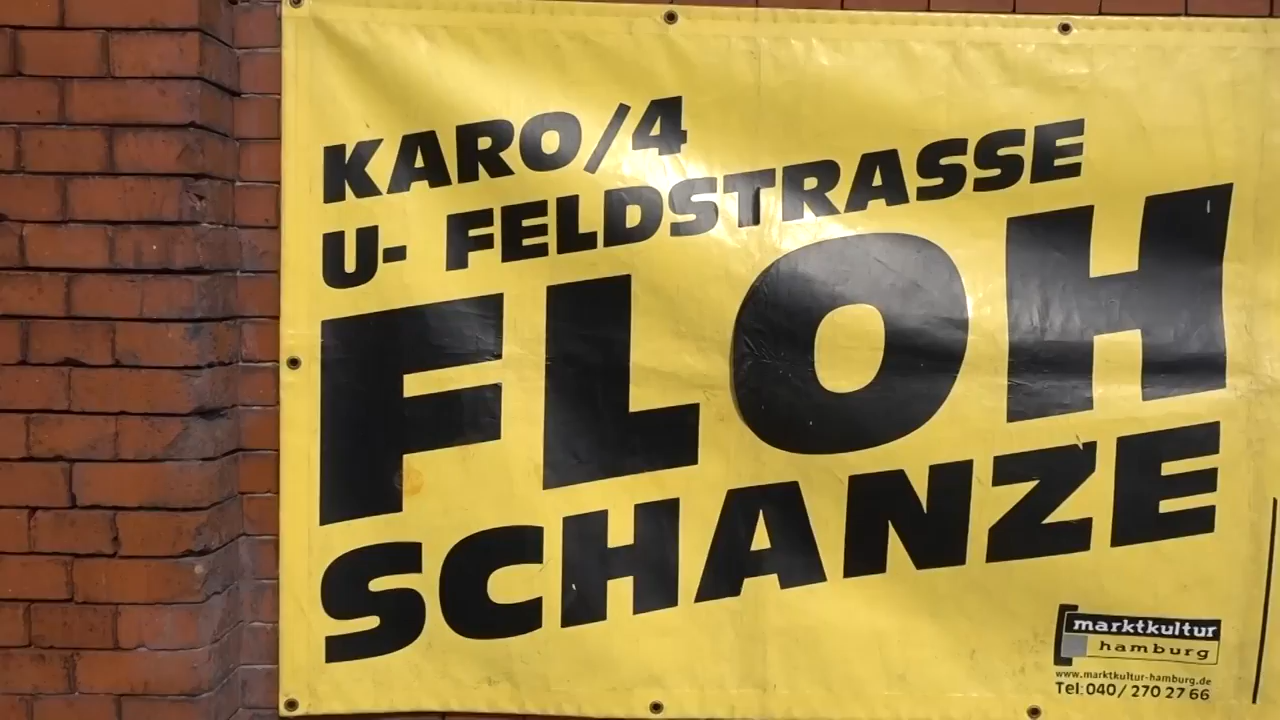 KARO/4
U- FELDSTRASSE
FLOH
SCHANZE
marktkultur
hamburg
www.marktkultur-hamburg.de
Tel: 040/ 270 27 66